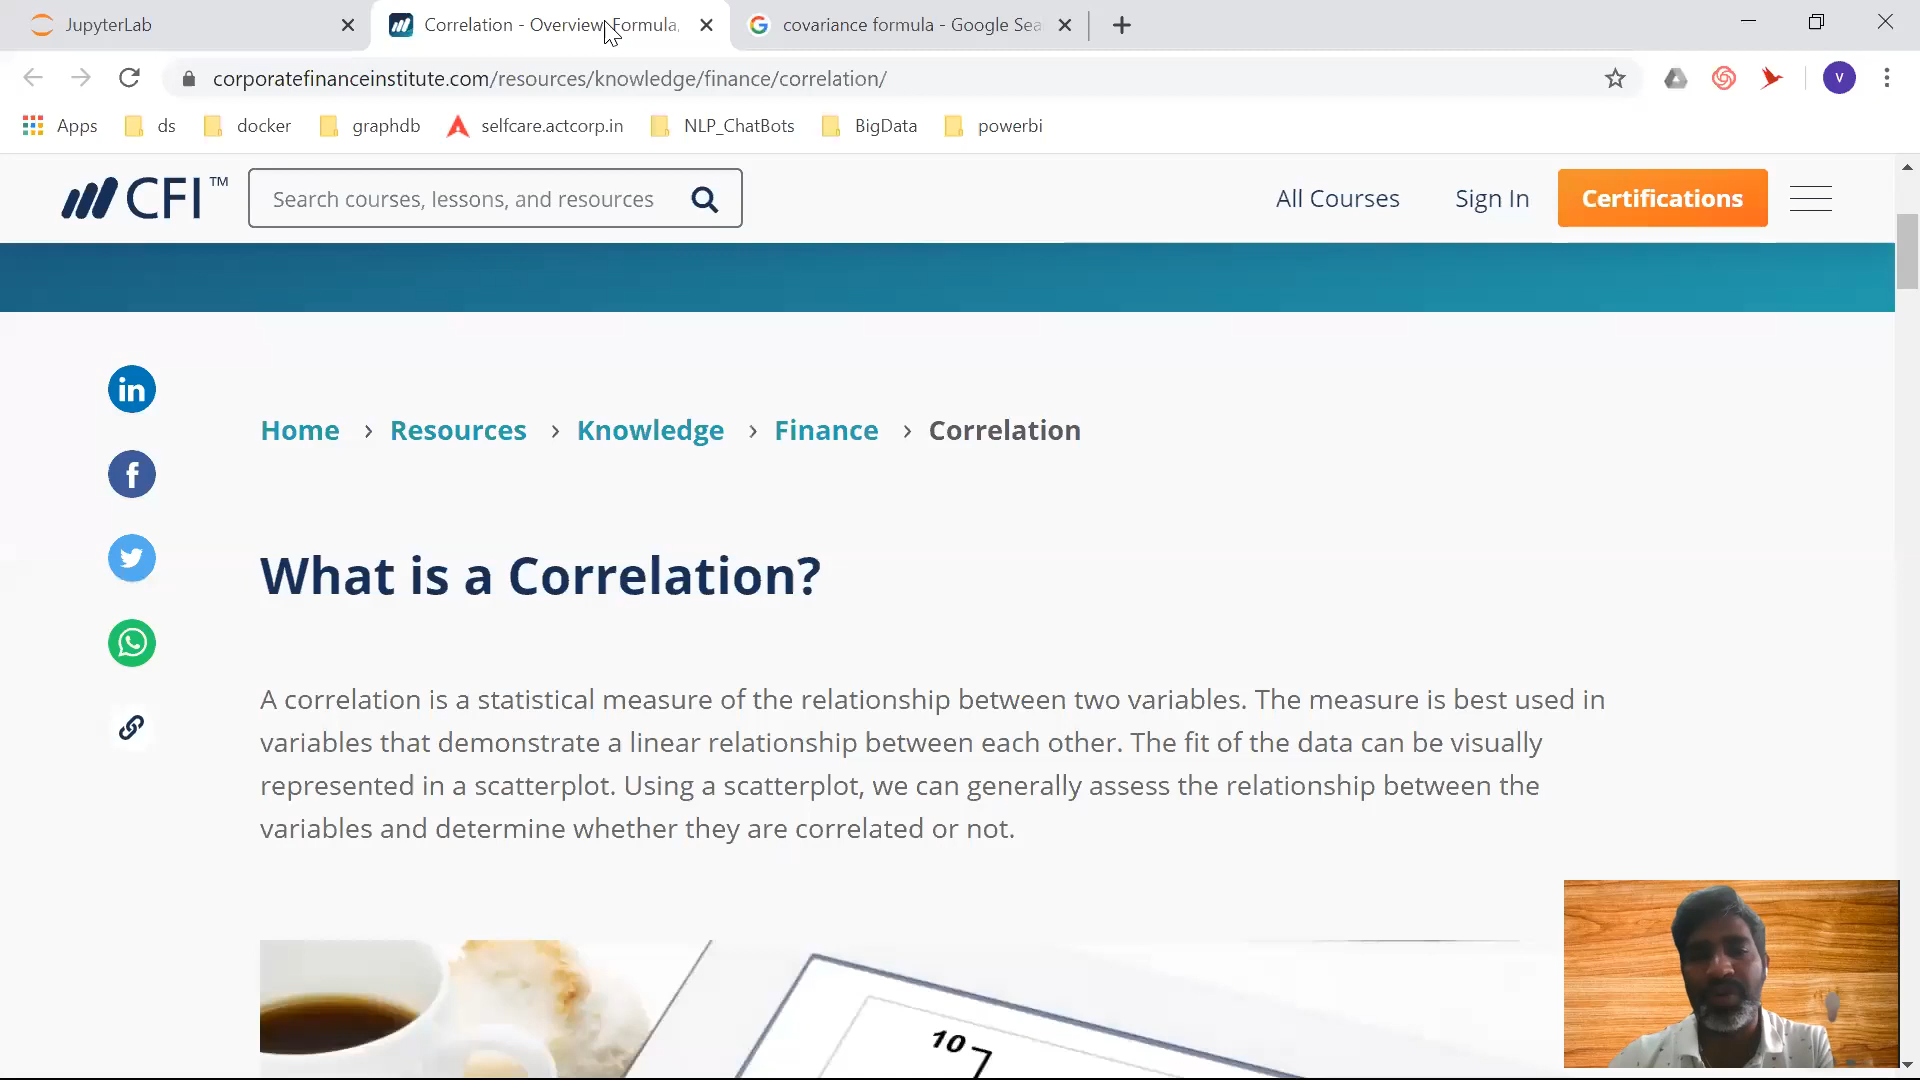 JupyterLab
Correlation - Overview, Formula,
covariance formula - Google Sea
corporatefinanceinstitute.com/resources/knowledge/finance/correlation/
V
Apps ds docker graphdb selfcare.actcorp.in NLP_ChatBots BigData powerbi
CFI™
Search courses, lessons, and resources
All Courses
Sign In
Certifications
in
f
Home › Resources › Knowledge › Finance › Correlation
What is a Correlation?
A correlation is a statistical measure of the relationship between two variables. The measure is best used in
variables that demonstrate a linear relationship between each other. The fit of the data can be visually
represented in a scatterplot. Using a scatterplot, we can generally assess the relationship between the
variables and determine whether they are correlated or not.
10